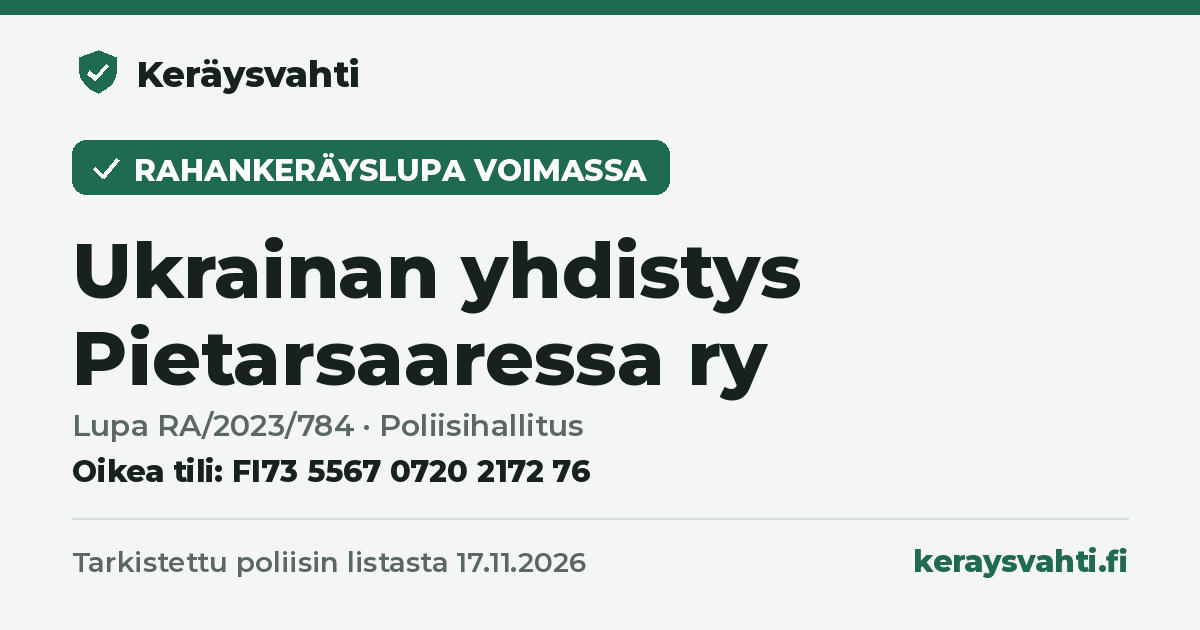 Keräysvahti
RAHANKERÄYSLUPA VOIMASSA
Ukrainan yhdistys
Pietarsaaressa ry
Lupa RA/2023/784 · Poliisihallitus
Oikea tili: FI73 5567 0720 2172 76
Tarkistettu poliisin listasta 17.11.2026
keraysvahti.fi